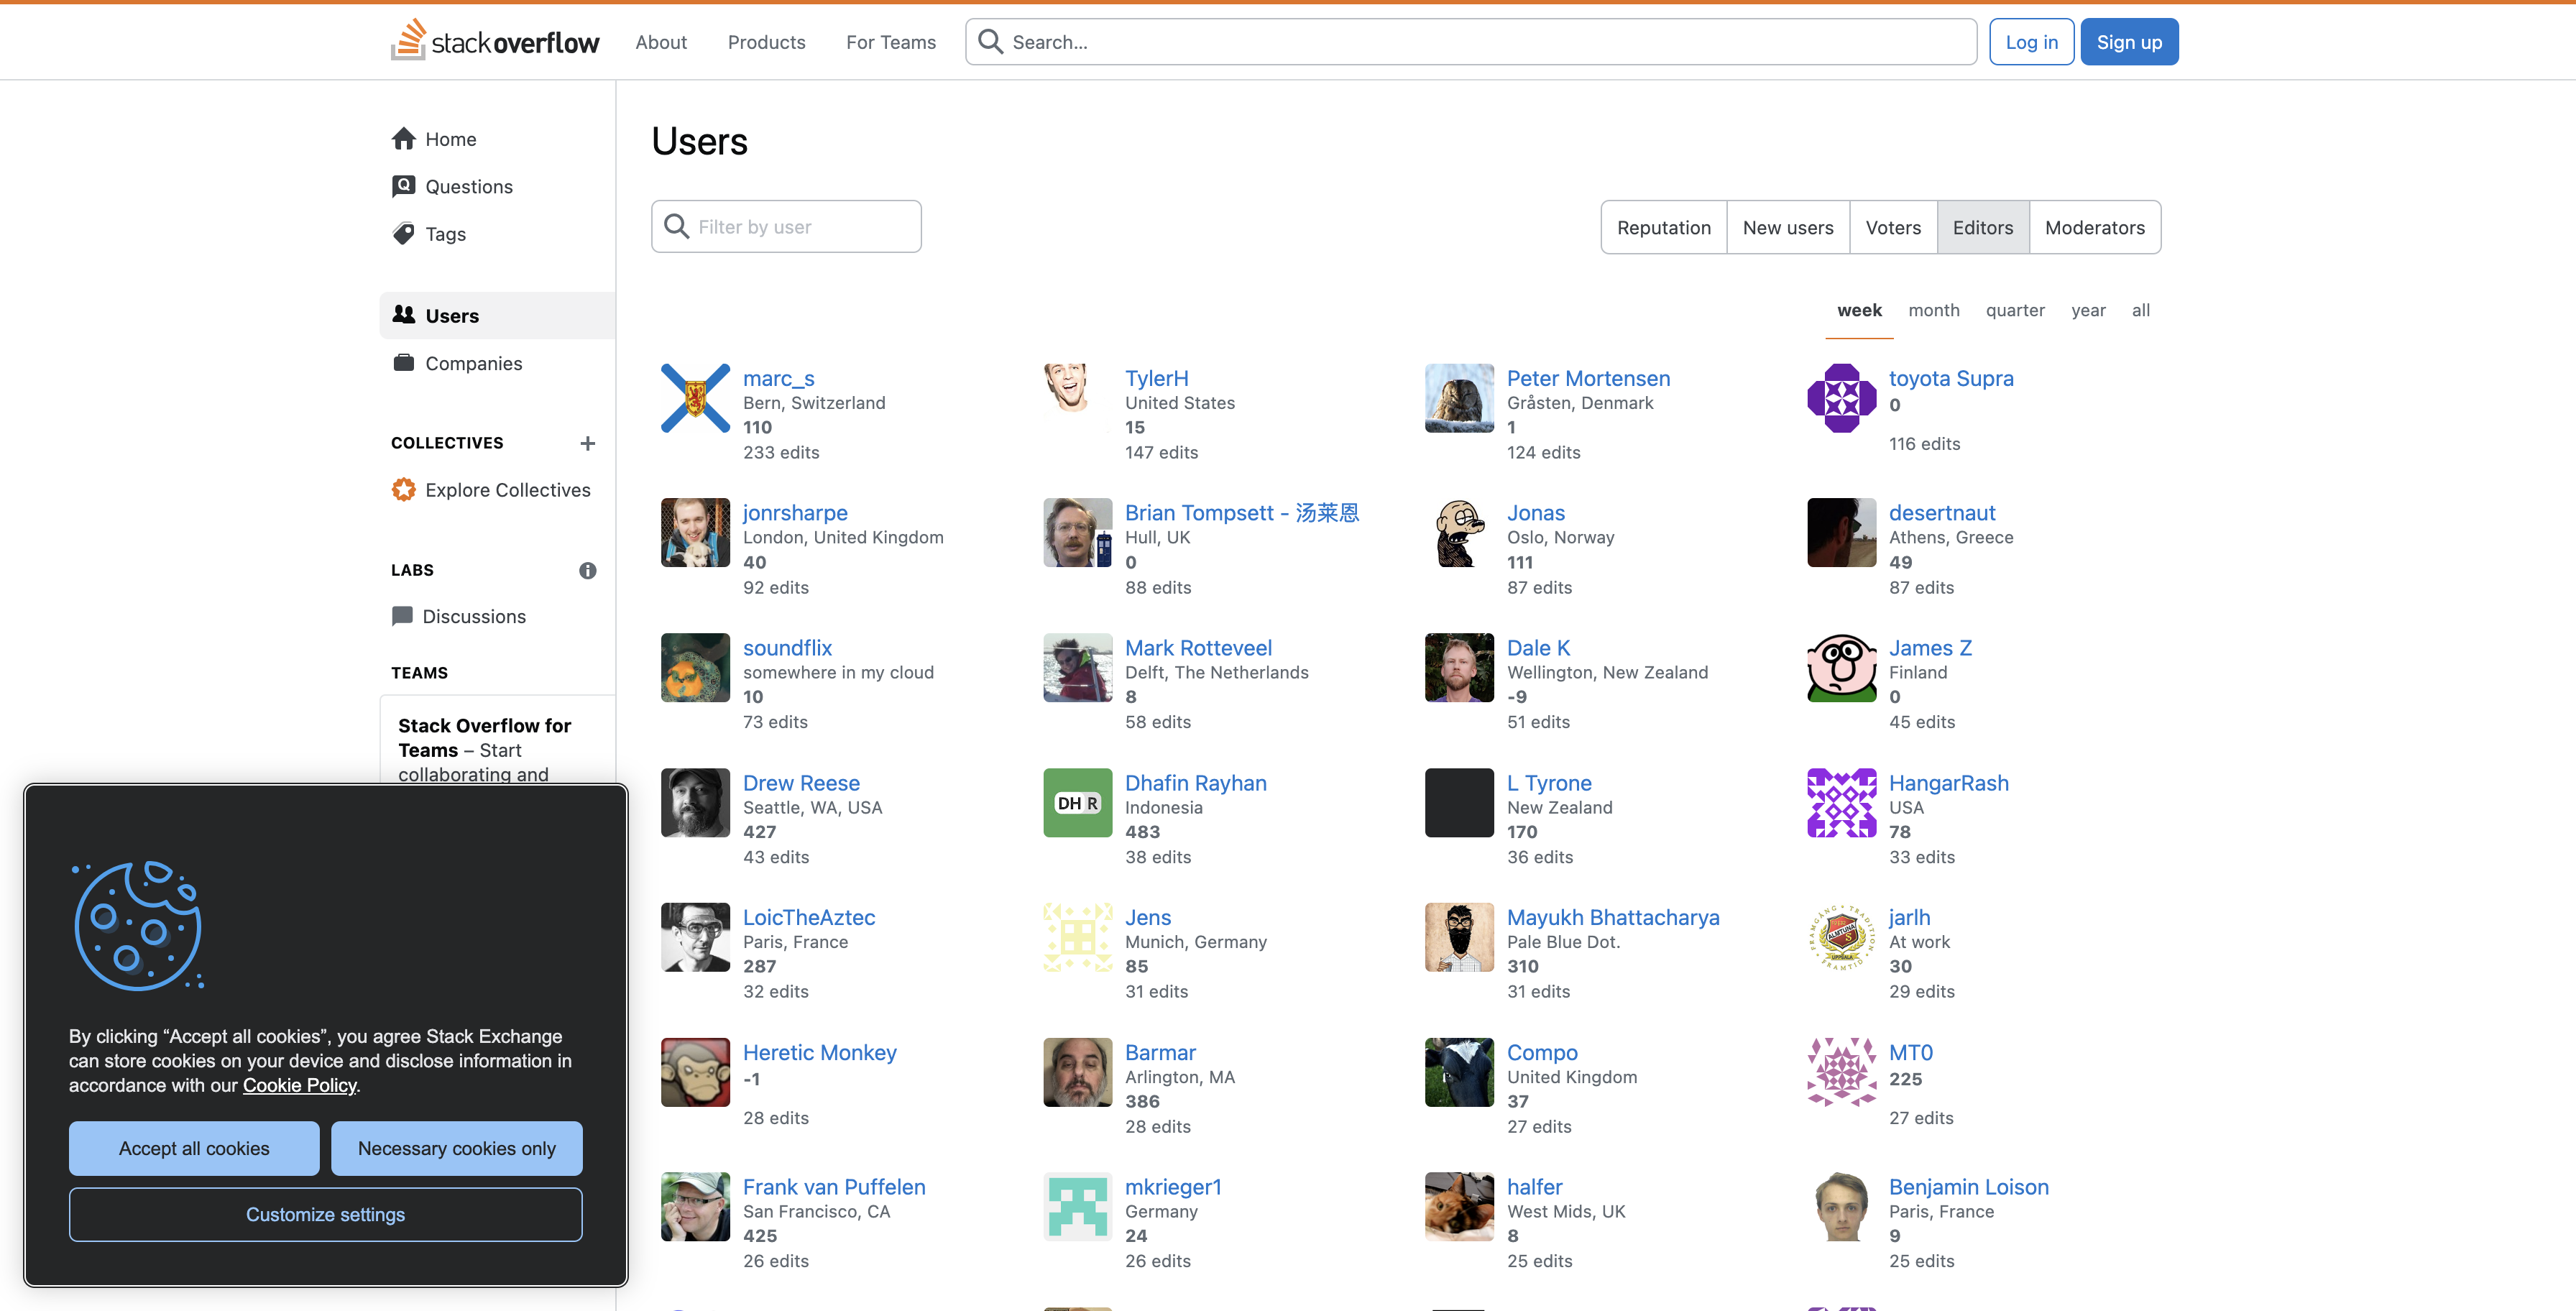 stack overflow
About
Products
For Teams
Search...
Log in
Sign up
Home
Questions
Tags
Users
Companies
COLLECTIVES
Explore Collectives
LABS
Discussions
TEAMS
Stack Overflow for
Teams – Start
collaborating and
Users
Filter by user
Reputation
New users
Voters
Editors
Moderators
week
month
quarter
year
all
marc_s
Bern, Switzerland
110
233 edits
TylerH
United States
15
147 edits
Peter Mortensen
Gråsten, Denmark
1
124 edits
toyota Supra
0
116 edits
jonrsharpe
London, United Kingdom
40
92 edits
Brian Tompsett - 汤莱恩
Hull, UK
0
88 edits
Jonas
Oslo, Norway
111
87 edits
desertnaut
Athens, Greece
49
87 edits
soundflix
somewhere in my cloud
10
73 edits
Mark Rotteveel
Delft, The Netherlands
8
58 edits
Dale K
Wellington, New Zealand
-9
51 edits
James Z
Finland
0
45 edits
Drew Reese
Seattle, WA, USA
427
43 edits
DH R
Dhafin Rayhan
Indonesia
483
38 edits
L Tyrone
New Zealand
170
36 edits
HangarRash
USA
78
33 edits
LoicTheAztec
Paris, France
287
32 edits
Jens
Munich, Germany
85
31 edits
Mayukh Bhattacharya
Pale Blue Dot.
310
31 edits
jarlh
At work
30
29 edits
Heretic Monkey
-1
28 edits
Barmar
Arlington, MA
386
28 edits
Compo
United Kingdom
37
27 edits
MT0
225
27 edits
Frank van Puffelen
San Francisco, CA
425
26 edits
mkrieger1
Germany
24
26 edits
halfer
West Mids, UK
8
25 edits
Benjamin Loison
Paris, France
9
25 edits
By clicking “Accept all cookies”, you agree Stack Exchange
can store cookies on your device and disclose information in
accordance with our Cookie Policy.
Accept all cookies
Necessary cookies only
Customize settings